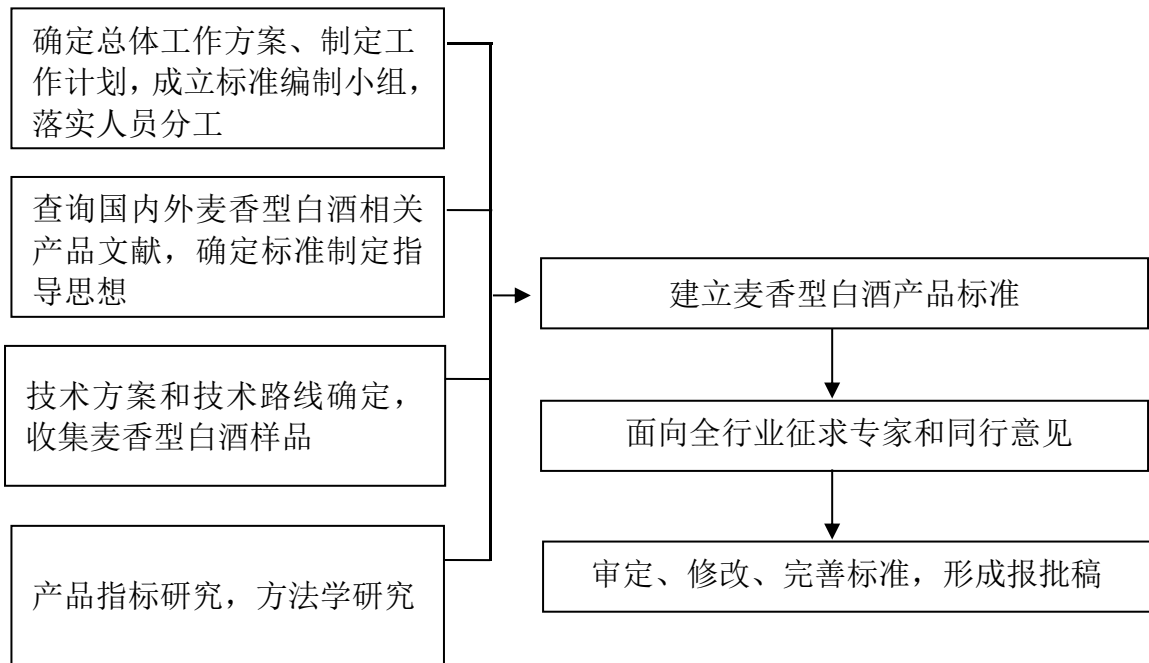 确定总体工作方案、制定工
作计划，成立标准编制小组，
落实人员分工
查询国内外麦香型白酒相关
产品文献，确定标准制定指
导思想
技术方案和技术路线确定，
收集麦香型白酒样品
产品指标研究，方法学研究
建立麦香型白酒产品标准
面向全行业征求专家和同行意见
审定、修改、完善标准，形成报批稿